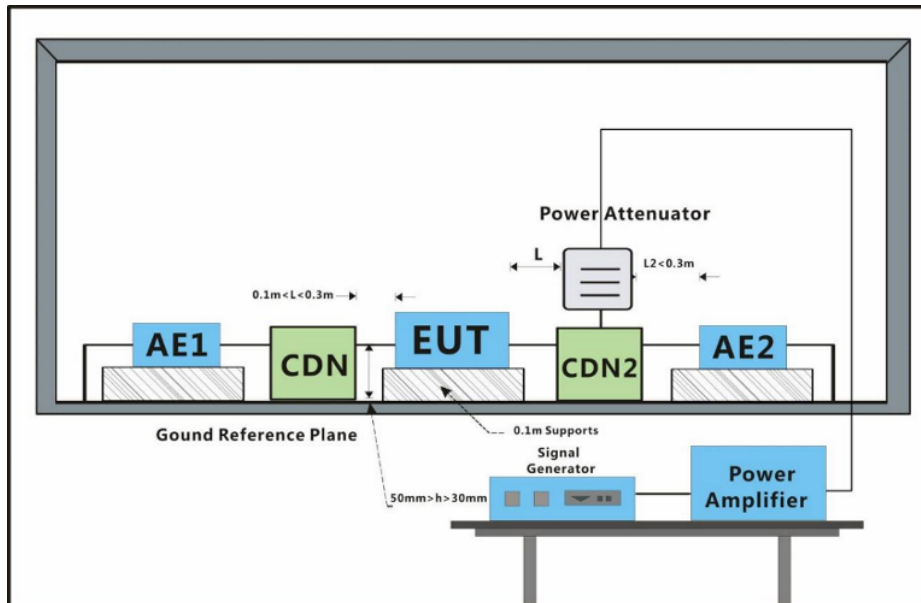 Power Attenuator
L
L2<0.3m
0.1m<L<0.3m
AE1
CDN
EUT
CDN2
AE2
Gound Reference Plane
0.1m Supports
Signal
Generator
50mm>h>30mm
Power
Amplifier